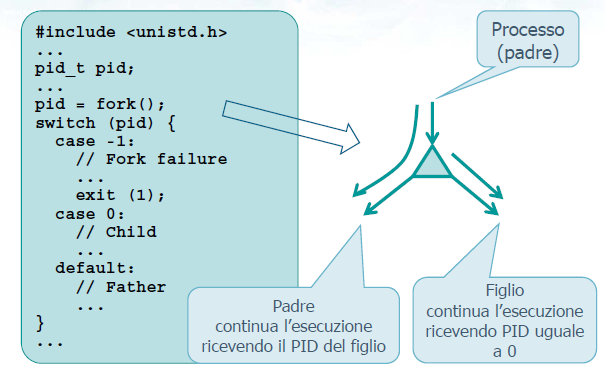 #include <unistd.h>
...
pid_t pid;
...
pid = fork();
switch (pid) {
case -1:
// Fork failure
...
exit (1);
case 0:
// Child
...
default:
// Father
...
}
...
Processo
(padre)
Padre
continua l'esecuzione
ricevendo il PID del figlio
Figlio
continua l'esecuzione
ricevendo PID uguale
a 0